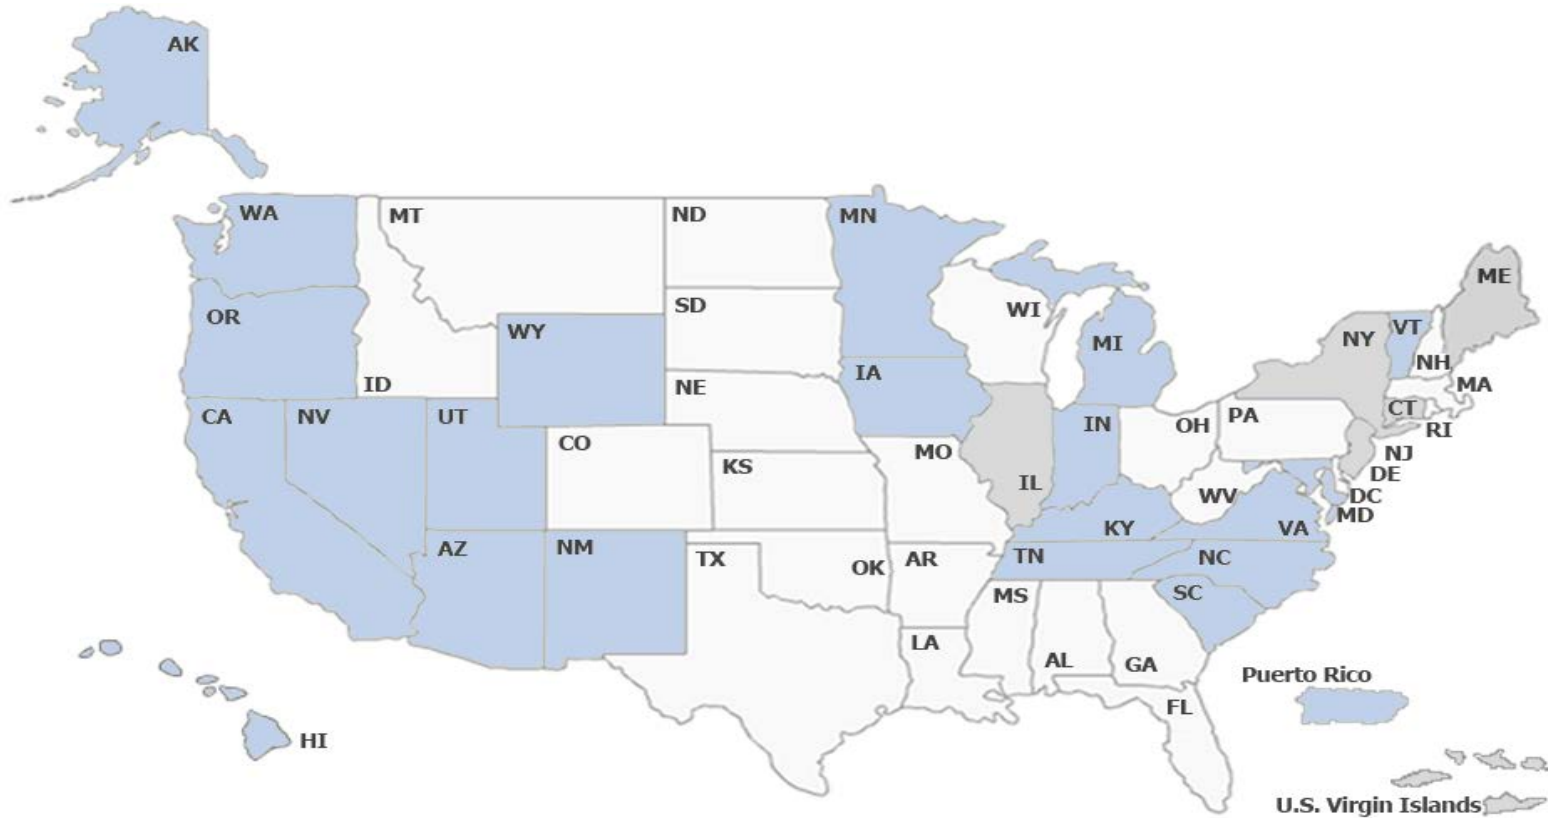 AK
WA
MT
ND
MN
ME
OR
SD
WI
WY
MI
NY
VT
NH
ID
NE
IA
MA
CA
NV
UT
CT
CO
IN
OH
PA
RI
MO
NJ
KS
IL
DE
WV
DC
MD
KY
VA
AZ
NM
TX
OK
AR
TN
NC
MS
SC
LA
AL
GA
Puerto Rico
FL
HI
U.S. Virgin Islands